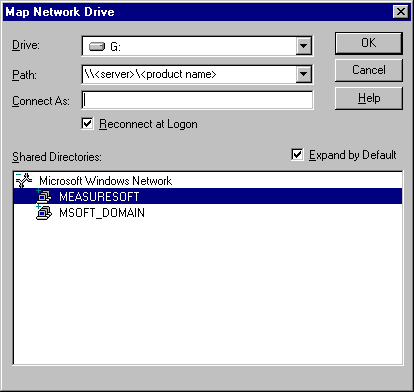 Map Network Drive
Drive: G: OK
Path: \\<server>\<product name> Cancel
Connect As: Help
Reconnect at Logon
Shared Directories: Expand by Default
Microsoft Windows Network
MEASURESOFT
MSOFT_DOMAIN